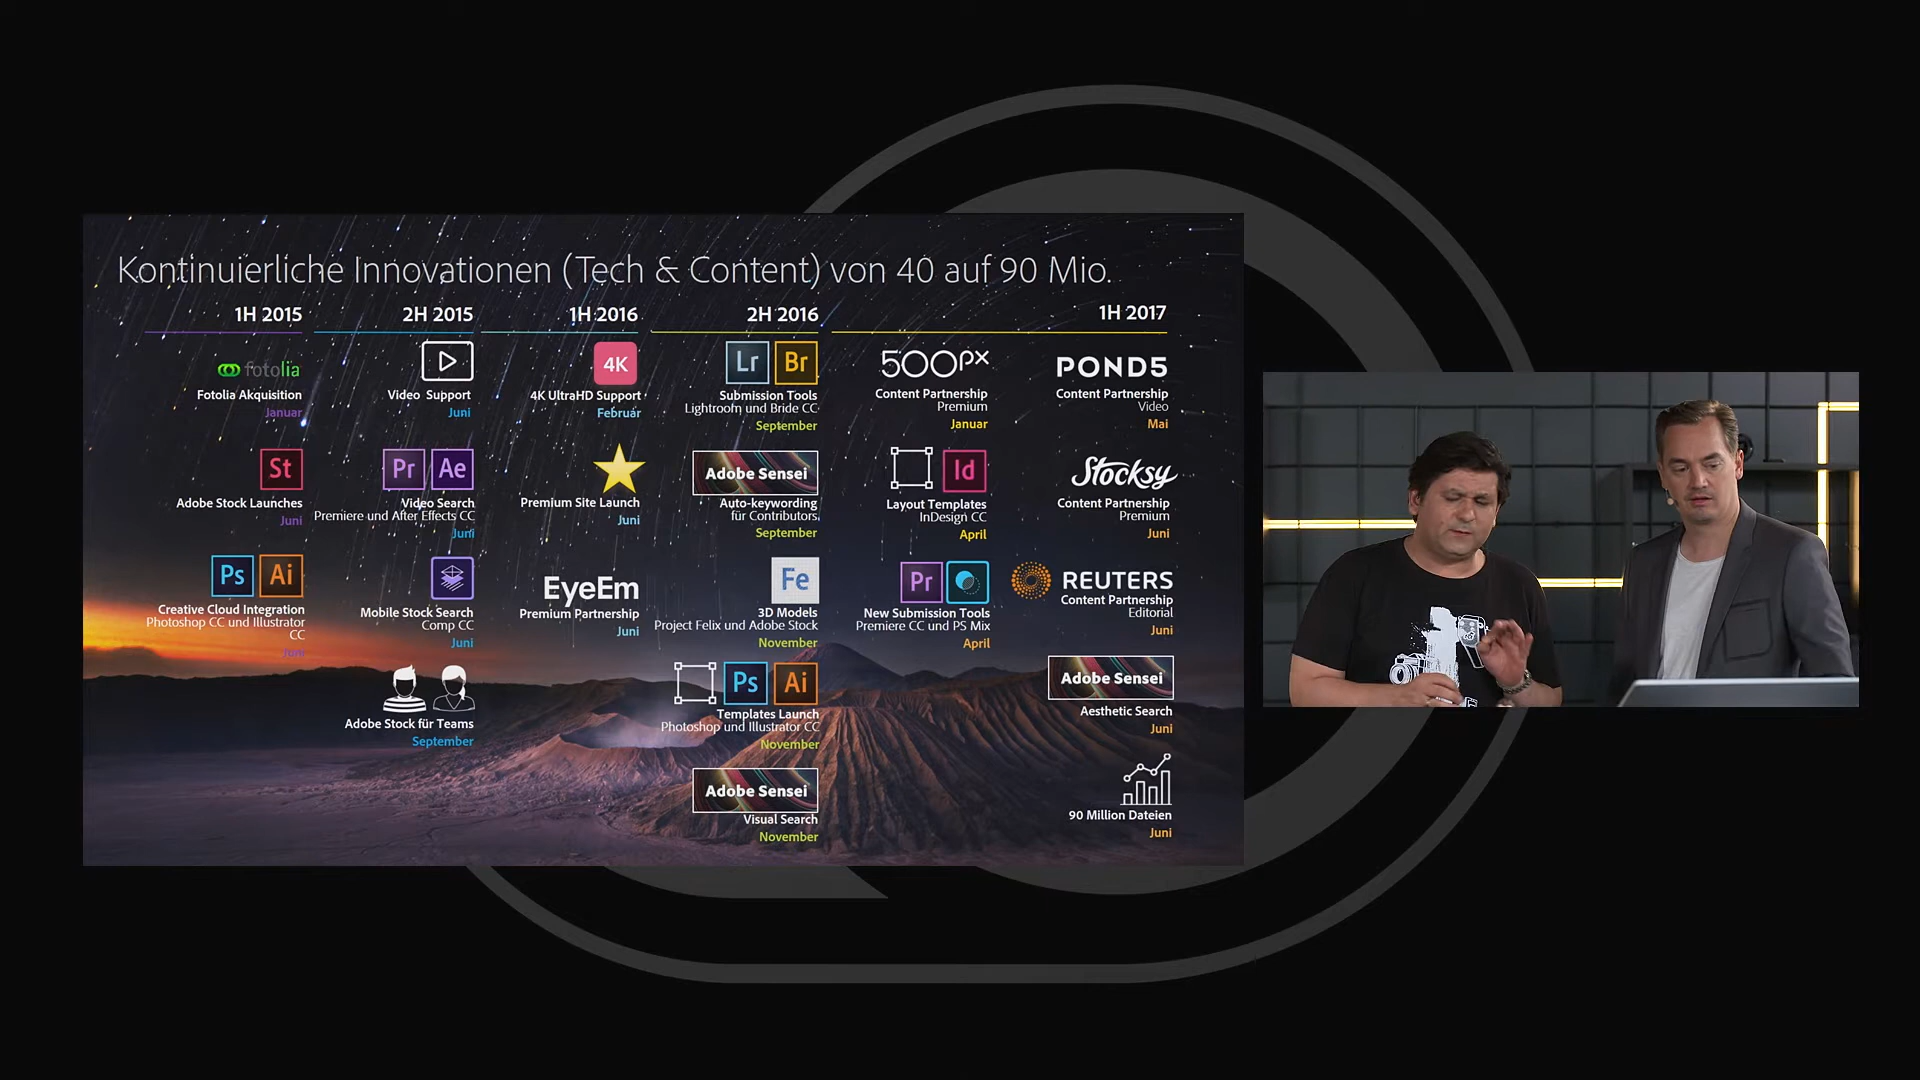 Kontinuierliche Innovationen (Tech & Content) von 40 auf 90 Mio.
1H 2015
fotolia
Fotolia Akquisition
Januar
St
Adobe Stock Launches
Juni
Ps Ai
Creative Cloud Integration
Photoshop CC und Illustrator
CC
Juni
2H 2015
Video Support
Juni
Pr Ae
Video Search
Premiere und After Effects CC
Juni
Mobile Stock Search
Comp CC
Juni
Adobe Stock für Teams
September
1H 2016
4K
4K UltraHD Support
Februar
Premium Site Launch
Juni
EyeEm
Premium Partnership
Juni
2H 2016
Lr Br
Submission Tools
Lightroom und Bride CC
September
Adobe Sensei
Auto-keywording
für Contributors
September
Fe
3D Models
Project Felix und Adobe Stock
November
Ps Ai
Templates Launch
Photoshop und Illustrator CC
November
Adobe Sensei
Visual Search
November
1H 2017
500px
Content Partnership
Premium
Januar
Id
Layout Templates
InDesign CC
April
Pr
New Submission Tools
Premiere CC und PS Mix
April
POND5
Content Partnership
Video
Mai
Stocksy
Content Partnership
Premium
Juni
REUTERS
Content Partnership
Editorial
Juni
Adobe Sensei
Aesthetic Search
Juni
90 Million Dateien
Juni